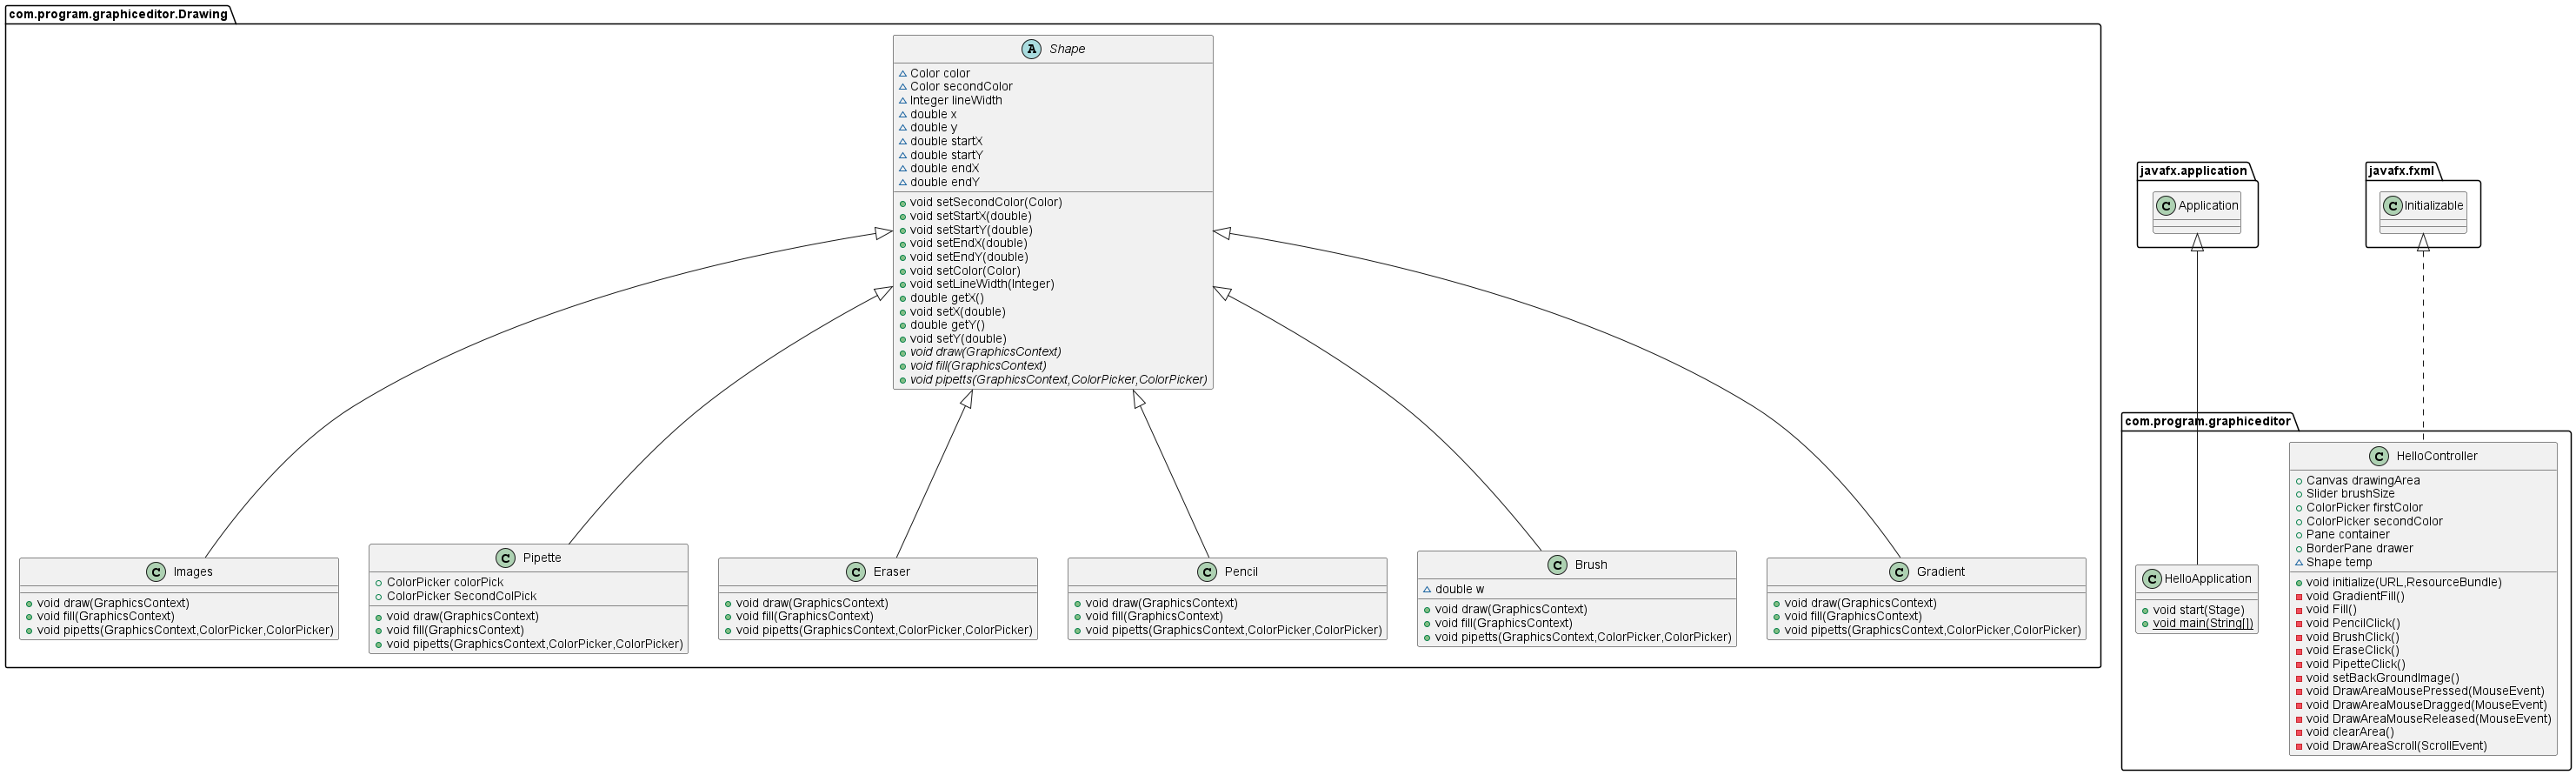 com.program.graphiceditor.Drawing
A Shape
~ Color color
~ Color secondColor
~ Integer lineWidth
~ double x
~ double y
~ double startX
~ double startY
~ double endX
~ double endY
void setSecondColor(Color)
void setStartX(double)
void setStartY(double)
void setEndX(double)
void setEndY(double)
void setColor(Color)
void setLineWidth(Integer)
double getX()
void setX(double)
double getY()
void setY(double)
void draw(GraphicsContext)
void fill(GraphicsContext)
void pipetts(GraphicsContext,ColorPicker,ColorPicker)
C Images
void draw(GraphicsContext)
void fill(GraphicsContext)
void pipetts(GraphicsContext,ColorPicker,ColorPicker)
C Pipette
ColorPicker colorPick
ColorPicker SecondColPick
void draw(GraphicsContext)
void fill(GraphicsContext)
void pipetts(GraphicsContext,ColorPicker,ColorPicker)
C Eraser
void draw(GraphicsContext)
void fill(GraphicsContext)
void pipetts(GraphicsContext,ColorPicker,ColorPicker)
C Pencil
void draw(GraphicsContext)
void fill(GraphicsContext)
void pipetts(GraphicsContext,ColorPicker,ColorPicker)
C Brush
~ double w
void draw(GraphicsContext)
void fill(GraphicsContext)
void pipetts(GraphicsContext,ColorPicker,ColorPicker)
C Gradient
void draw(GraphicsContext)
void fill(GraphicsContext)
void pipetts(GraphicsContext,ColorPicker,ColorPicker)
javafx.application
C Application
javafx.fxml
C Initializable
com.program.graphiceditor
C HelloApplication
void start(Stage)
void main(String[])
C HelloController
Canvas drawingArea
Slider brushSize
ColorPicker firstColor
ColorPicker secondColor
Pane container
BorderPane drawer
~ Shape temp
void initialize(URL,ResourceBundle)
void GradientFill()
void Fill()
void PencilClick()
void BrushClick()
void EraseClick()
void PipetteClick()
void setBackGroundImage()
void DrawAreaMousePressed(MouseEvent)
void DrawAreaMouseDragged(MouseEvent)
void DrawAreaMouseReleased(MouseEvent)
void clearArea()
void DrawAreaScroll(ScrollEvent)